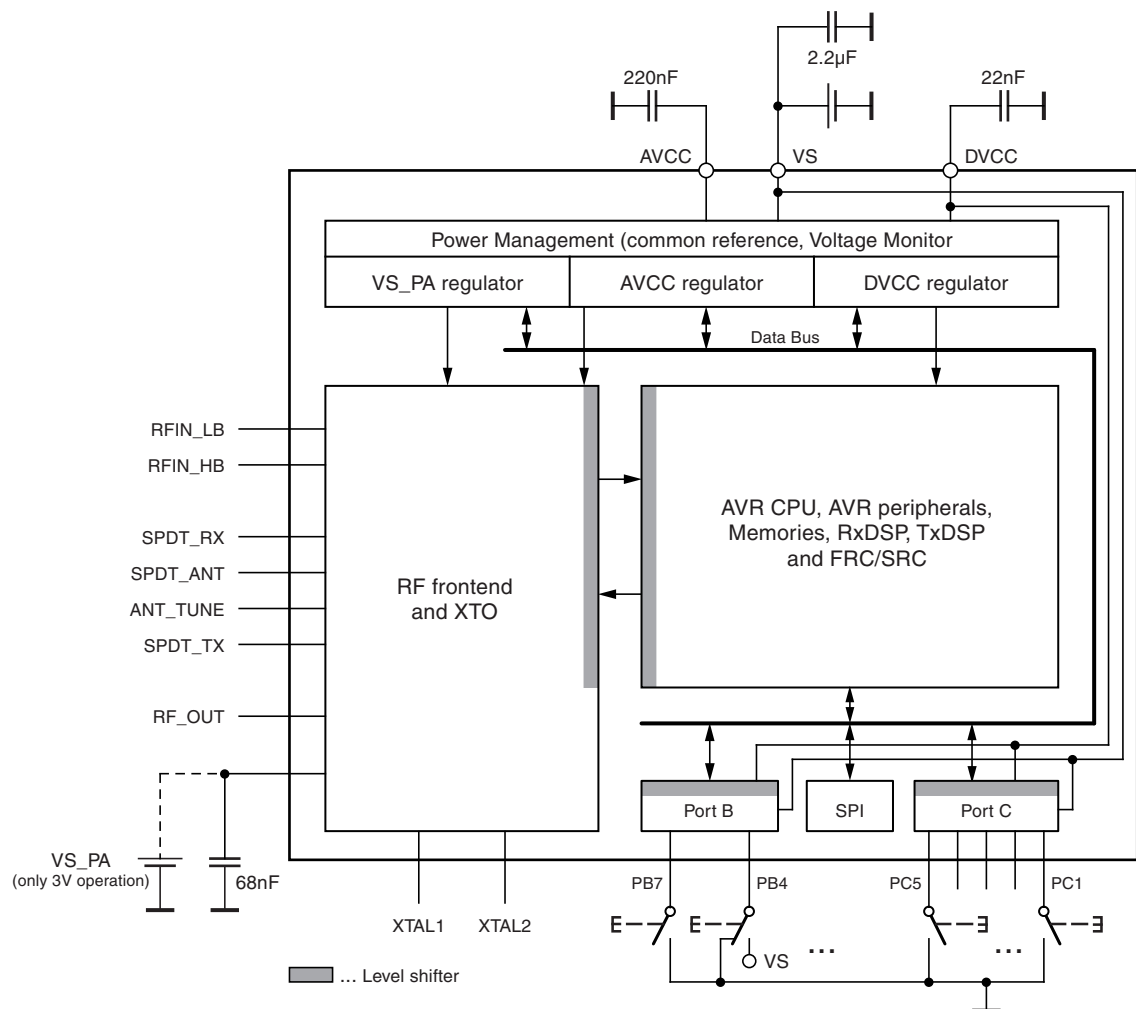 2.2µF
220nF
22nF
AVCC
VS
DVCC
Power Management (common reference, Voltage Monitor
VS_PA regulator
AVCC regulator
DVCC regulator
Data Bus
RFIN_LB
RFIN_HB
SPDT_RX
SPDT_ANT
ANT_TUNE
SPDT_TX
RF_OUT
RF frontend
and XTO
AVR CPU, AVR peripherals,
Memories, RxDSP, TxDSP
and FRC/SRC
Port B
SPI
Port C
VS_PA
(only 3V operation)
68nF
XTAL1
XTAL2
PB7
PB4
PC5
PC1
VS
...
...
... Level shifter